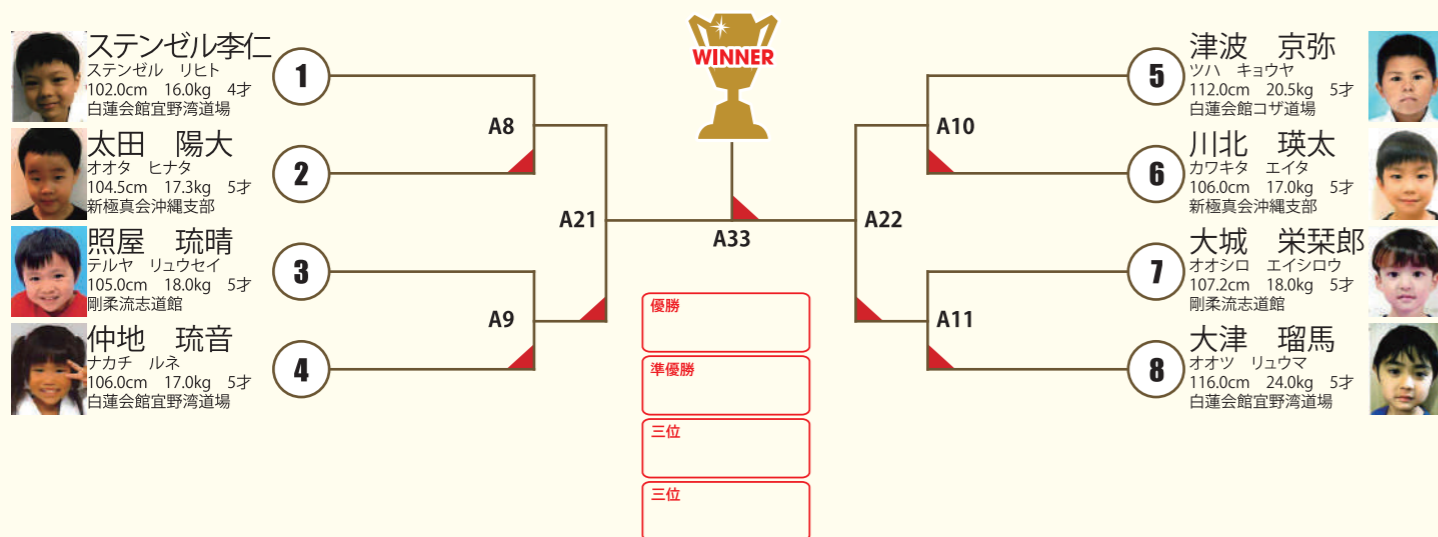 ステンゼル李仁
ステンゼル　リヒト
102.0cm　16.0kg　4才
白蓮会館宜野湾道場
1
太田　陽大
オオタ　ヒナタ
104.5cm　17.3kg　5才
新極真会沖縄支部
2
照屋　琉晴
テルヤ　リュウセイ
105.0cm　18.0kg　5才
剛柔流志道館
3
仲地　琉音
ナカチ　ルネ
106.0cm　17.0kg　5才
白蓮会館宜野湾道場
4
A8
A9
A21
WINNER
A33
優勝
準優勝
三位
三位
A22
A10
A11
5
津波　京弥
ツハ　キョウヤ
112.0cm　20.5kg　5才
白蓮会館コザ道場
6
川北　瑛太
カワキタ　エイタ
106.0cm　17.0kg　5才
新極真会沖縄支部
7
大城　栄栞郎
オオシロ　エイシロウ
107.2cm　18.0kg　5才
剛柔流志道館
8
大津　瑠馬
オオツ　リュウマ
116.0cm　24.0kg　5才
白蓮会館宜野湾道場